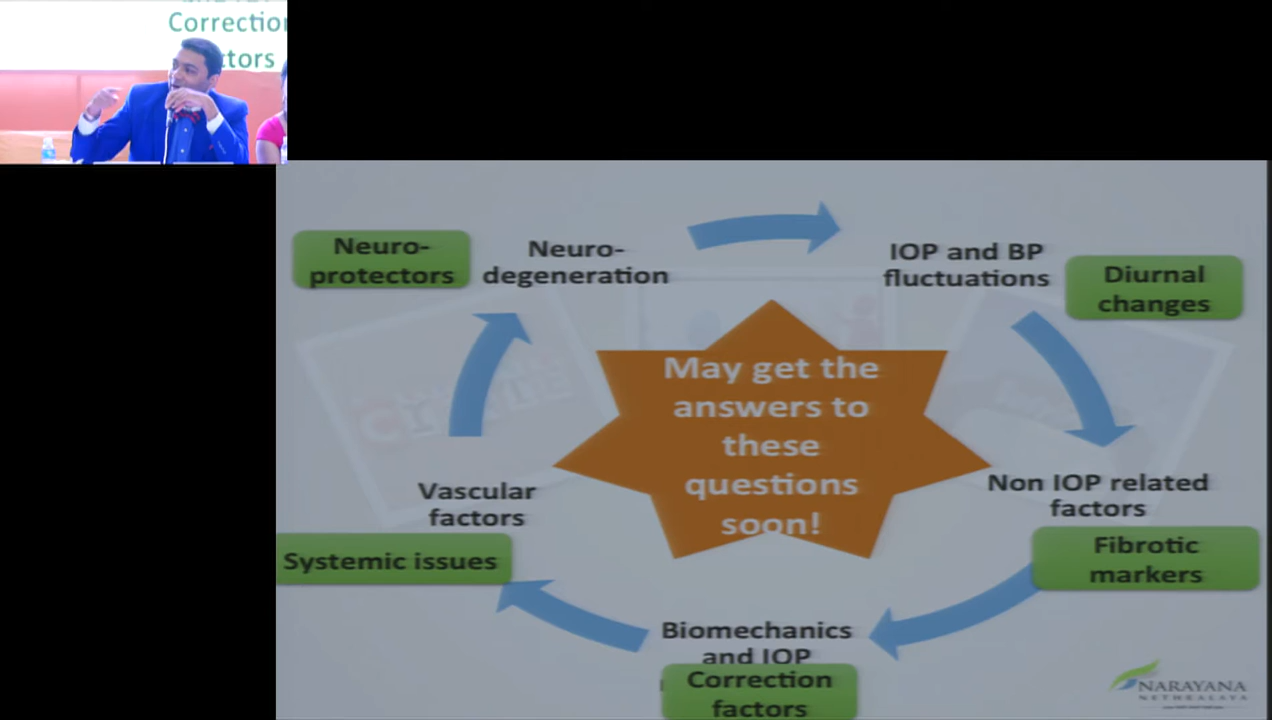 Correction
ctors
Neuro-
protectors
Neuro-
degeneration
IOP and BP
fluctuations
Diurnal
changes
May get the
answers to
these
questions
soon!
Vascular
factors
Non IOP related
factors
Systemic issues
Fibrotic
markers
Biomechanics
and IOP
Correction
factors
NARAYANA
NETHRALAYA